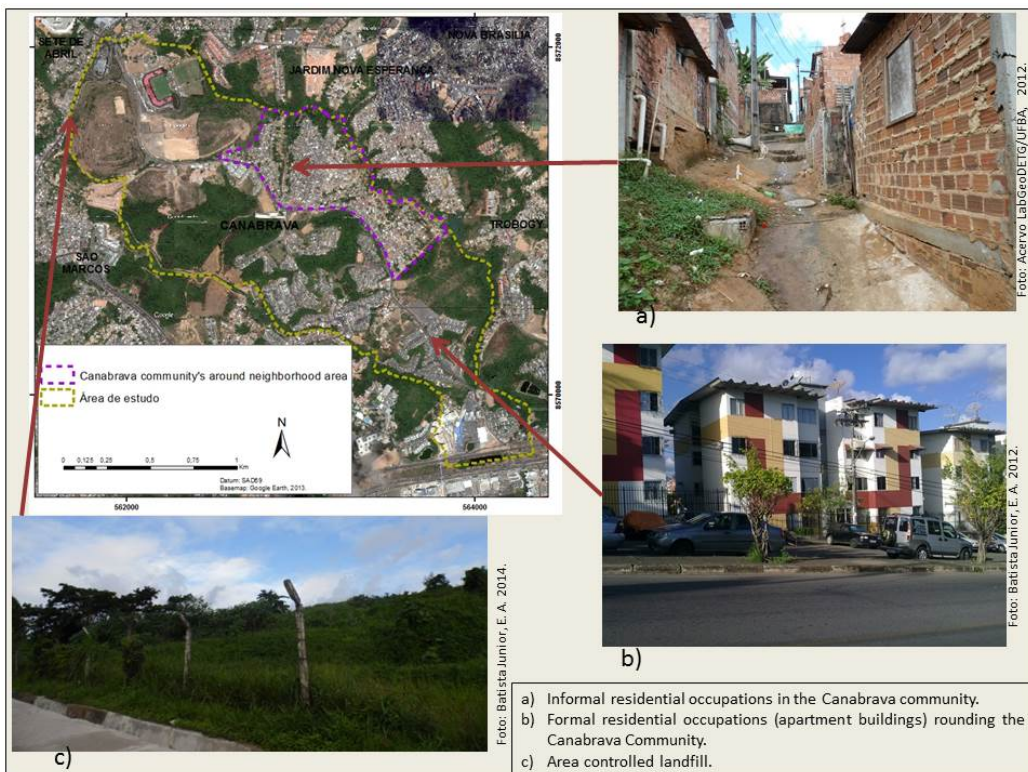 SETE DE
ABRIL
NOVA BRASILIA
JARDIM NOVA ESPERANÇA
CANABRAVA
TROBOGY
SÃO
MARCOS
Google
Canabrava community's around neighborhood area
Área de estudo
N
0 0,125 0,25 0,5 0,75 1
Km
Datum: SAD69
Basemap: Google Earth, 2013.
562000
564000
8572000
8570000
Foto: Acervo LabGeoDETG/UFBA, 2012.
a)
Foto: Batista Junior, E. A. 2012.
b)
Foto: Batista Junior, E. A. 2014.
c)
a) Informal residential occupations in the Canabrava community.
b) Formal residential occupations (apartment buildings) rounding the
Canabrava Community.
c) Area controlled landfill.